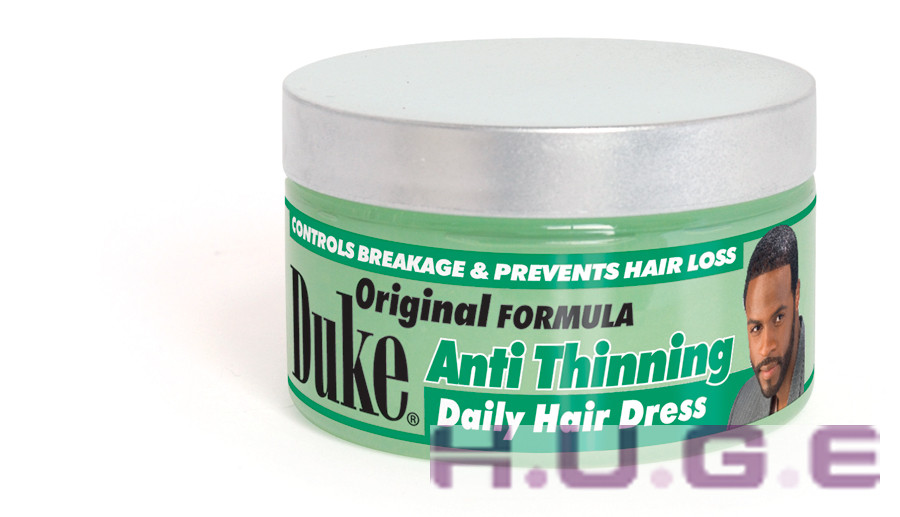 CONTROLS BREAKAGE & PREVENTS HAIR LOSS
Duke®
Original FORMULA
Anti Thinning
Daily Hair Dress
H.U.G.E